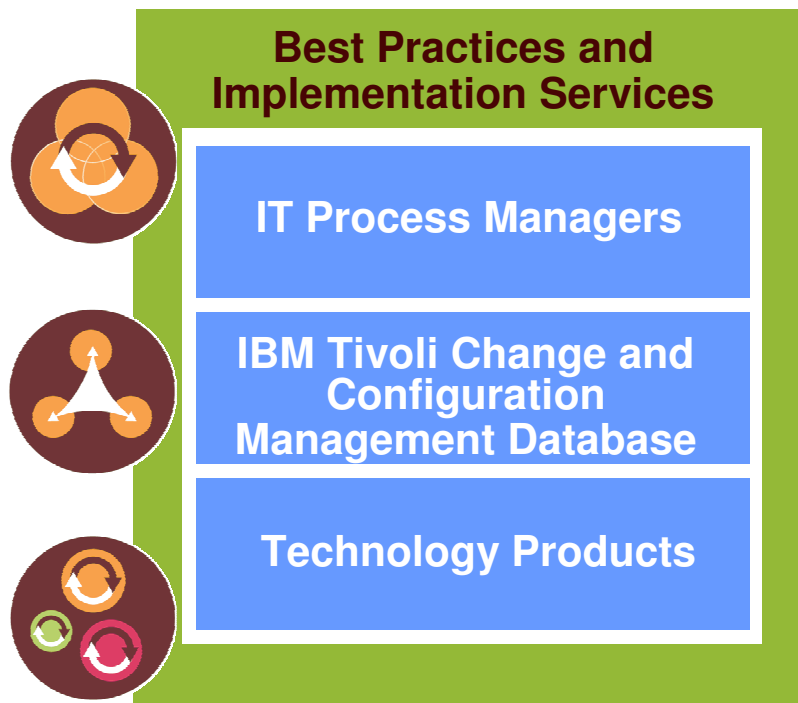 Best Practices and
Implementation Services
IT Process Managers
IBM Tivoli Change and
Configuration
Management Database
Technology Products